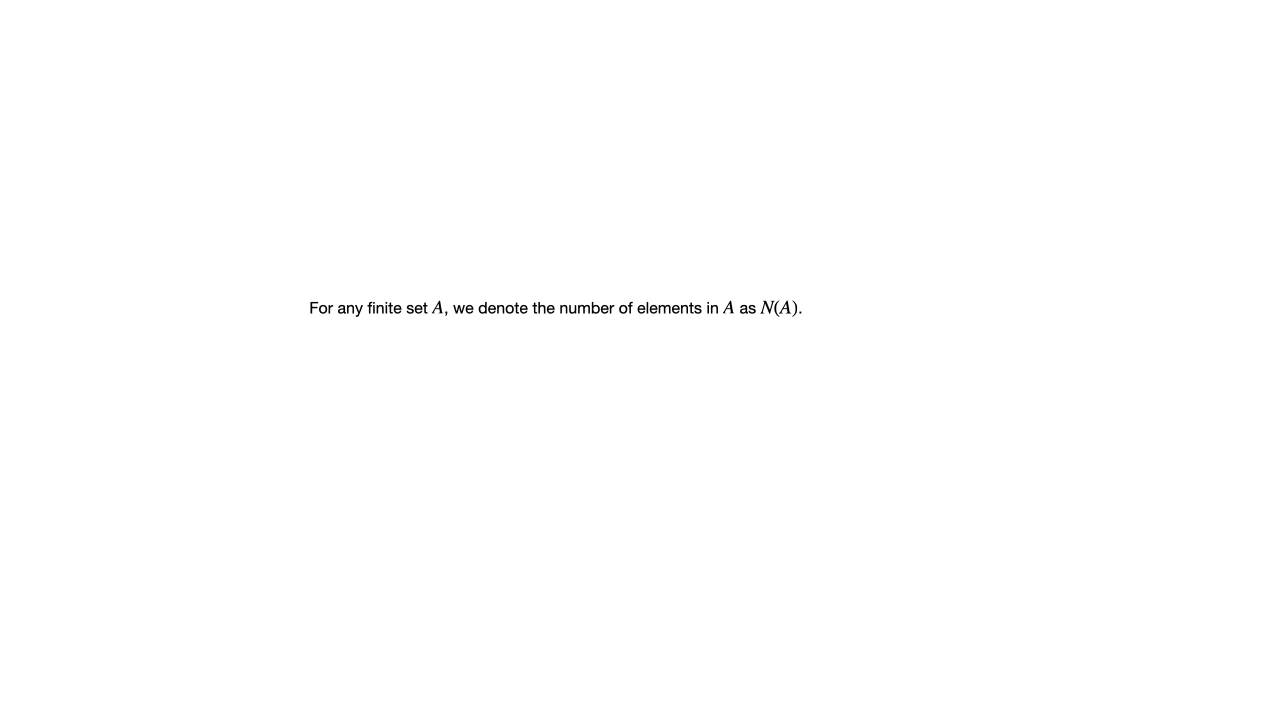 For any finite set A, we denote the number of elements in A as N(A).